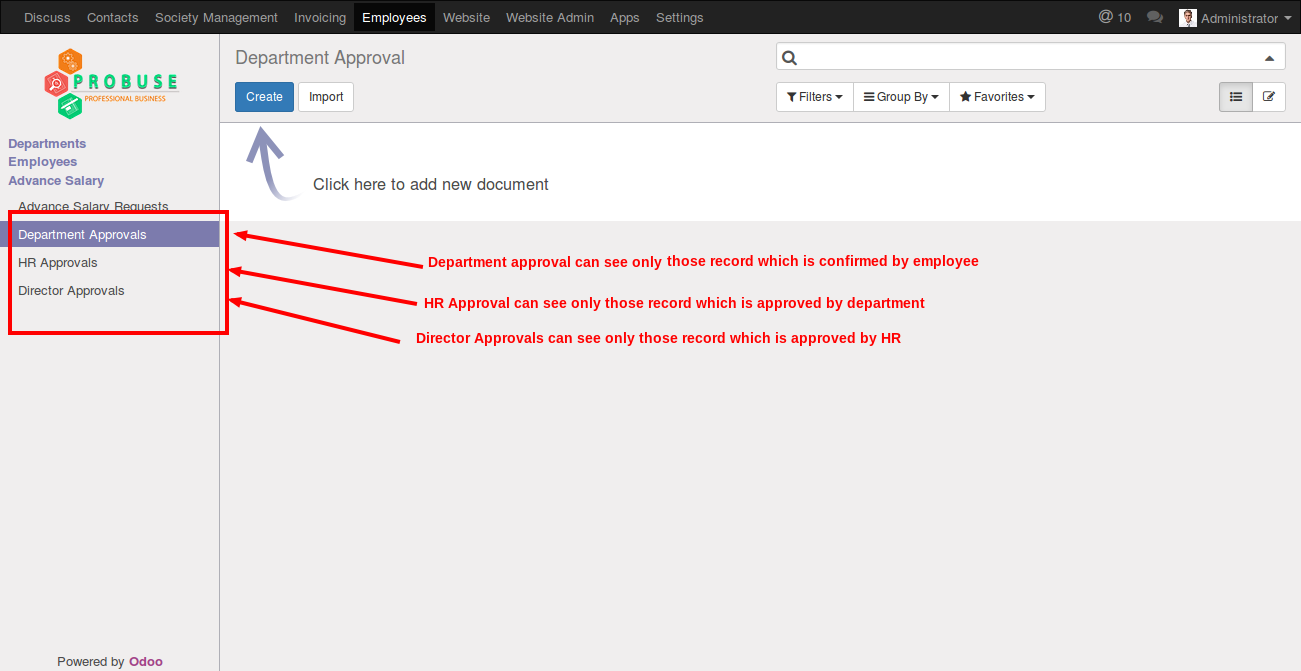 Discuss Contacts Society Management Invoicing Employees Website Website Admin Apps Settings @ 10 Administrator
PROBUSE
PROFESSIONAL BUSINESS
Department Approval
Create Import Filters Group By Favorites
Departments
Employees
Advance Salary
Advance Salary Requests
Department Approvals
HR Approvals
Director Approvals
Click here to add new document
Department approval can see only those record which is confirmed by employee
HR Approval can see only those record which is approved by department
Director Approvals can see only those record which is approved by HR
Powered by Odoo